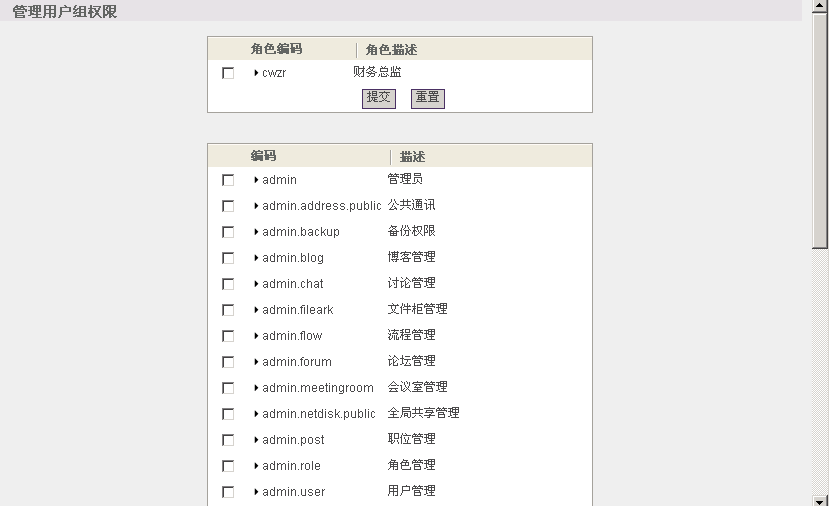 管理用户组权限
角色编码 角色描述
cwzr 财务总监
提交 重置
编码 描述
admin 管理员
admin.address.public 公共通讯
admin.backup 备份权限
admin.blog 博客管理
admin.chat 讨论管理
admin.fileark 文件柜管理
admin.flow 流程管理
admin.forum 论坛管理
admin.meetingroom 会议室管理
admin.netdisk.public 全局共享管理
admin.post 职位管理
admin.role 角色管理
admin.user 用户管理